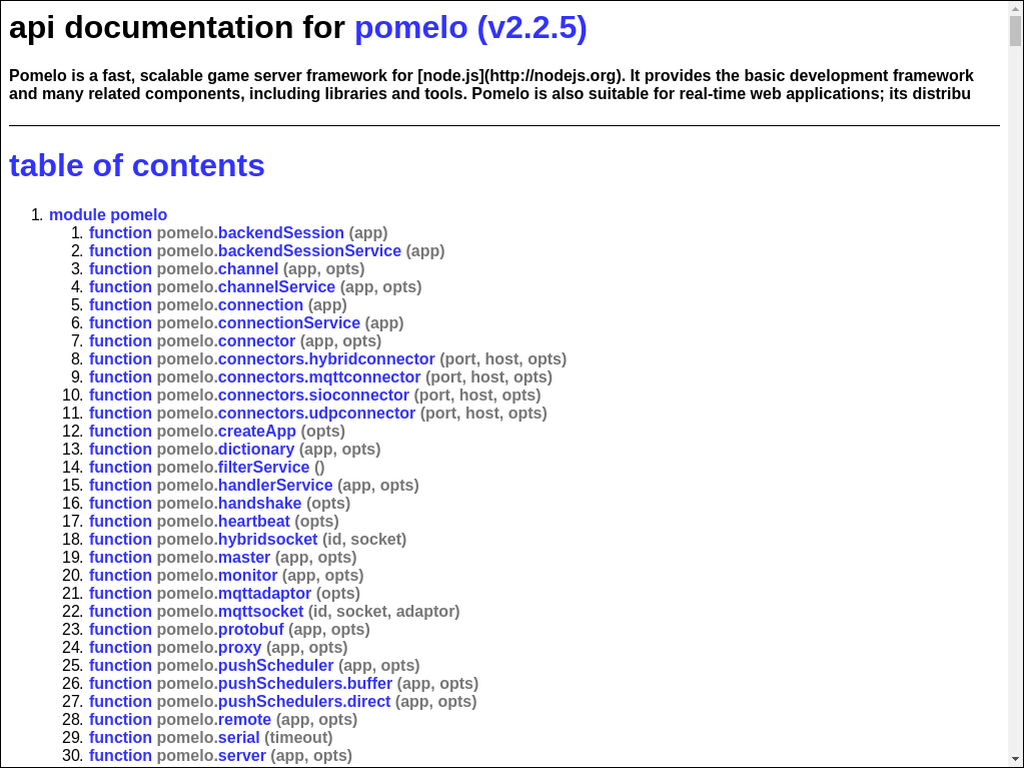 api documentation for pomelo (v2.2.5)
Pomelo is a fast, scalable game server framework for [node.js](http://nodejs.org). It provides the basic development framework
and many related components, including libraries and tools. Pomelo is also suitable for real-time web applications; its distribu
table of contents
1. module pomelo
1. function pomelo.backendSession (app)
2. function pomelo.backendSessionService (app)
3. function pomelo.channel (app, opts)
4. function pomelo.channelService (app, opts)
5. function pomelo.connection (app)
6. function pomelo.connectionService (app)
7. function pomelo.connector (app, opts)
8. function pomelo.connectors.hybridconnector (port, host, opts)
9. function pomelo.connectors.mqttconnector (port, host, opts)
10. function pomelo.connectors.sioconnector (port, host, opts)
11. function pomelo.connectors.udpconnector (port, host, opts)
12. function pomelo.createApp (opts)
13. function pomelo.dictionary (app, opts)
14. function pomelo.filterService ()
15. function pomelo.handlerService (app, opts)
16. function pomelo.handshake (opts)
17. function pomelo.heartbeat (opts)
18. function pomelo.hybridsocket (id, socket)
19. function pomelo.master (app, opts)
20. function pomelo.monitor (app, opts)
21. function pomelo.mqttadaptor (opts)
22. function pomelo.mqttsocket (id, socket, adaptor)
23. function pomelo.protobuf (app, opts)
24. function pomelo.proxy (app, opts)
25. function pomelo.pushScheduler (app, opts)
26. function pomelo.pushSchedulers.buffer (app, opts)
27. function pomelo.pushSchedulers.direct (app, opts)
28. function pomelo.remote (app, opts)
29. function pomelo.serial (timeout)
30. function pomelo.server (app, opts)